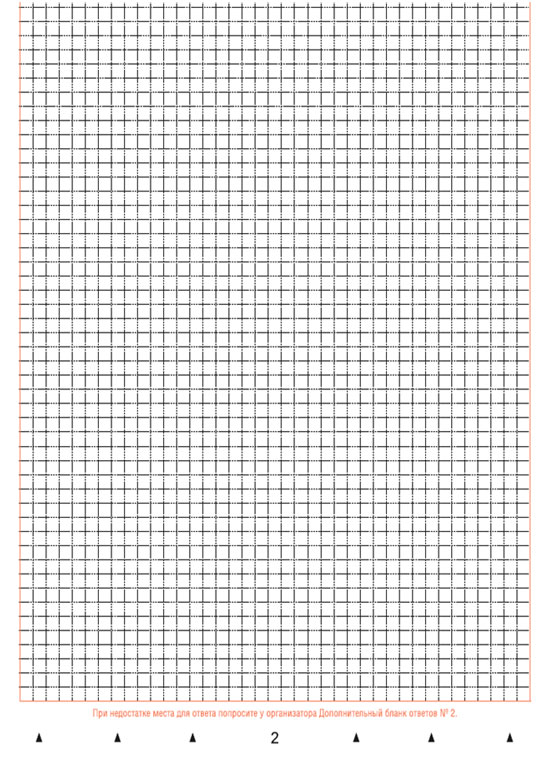 При недостатке места для ответа попросите у организатора Дополнительный бланк ответов № 2.
2